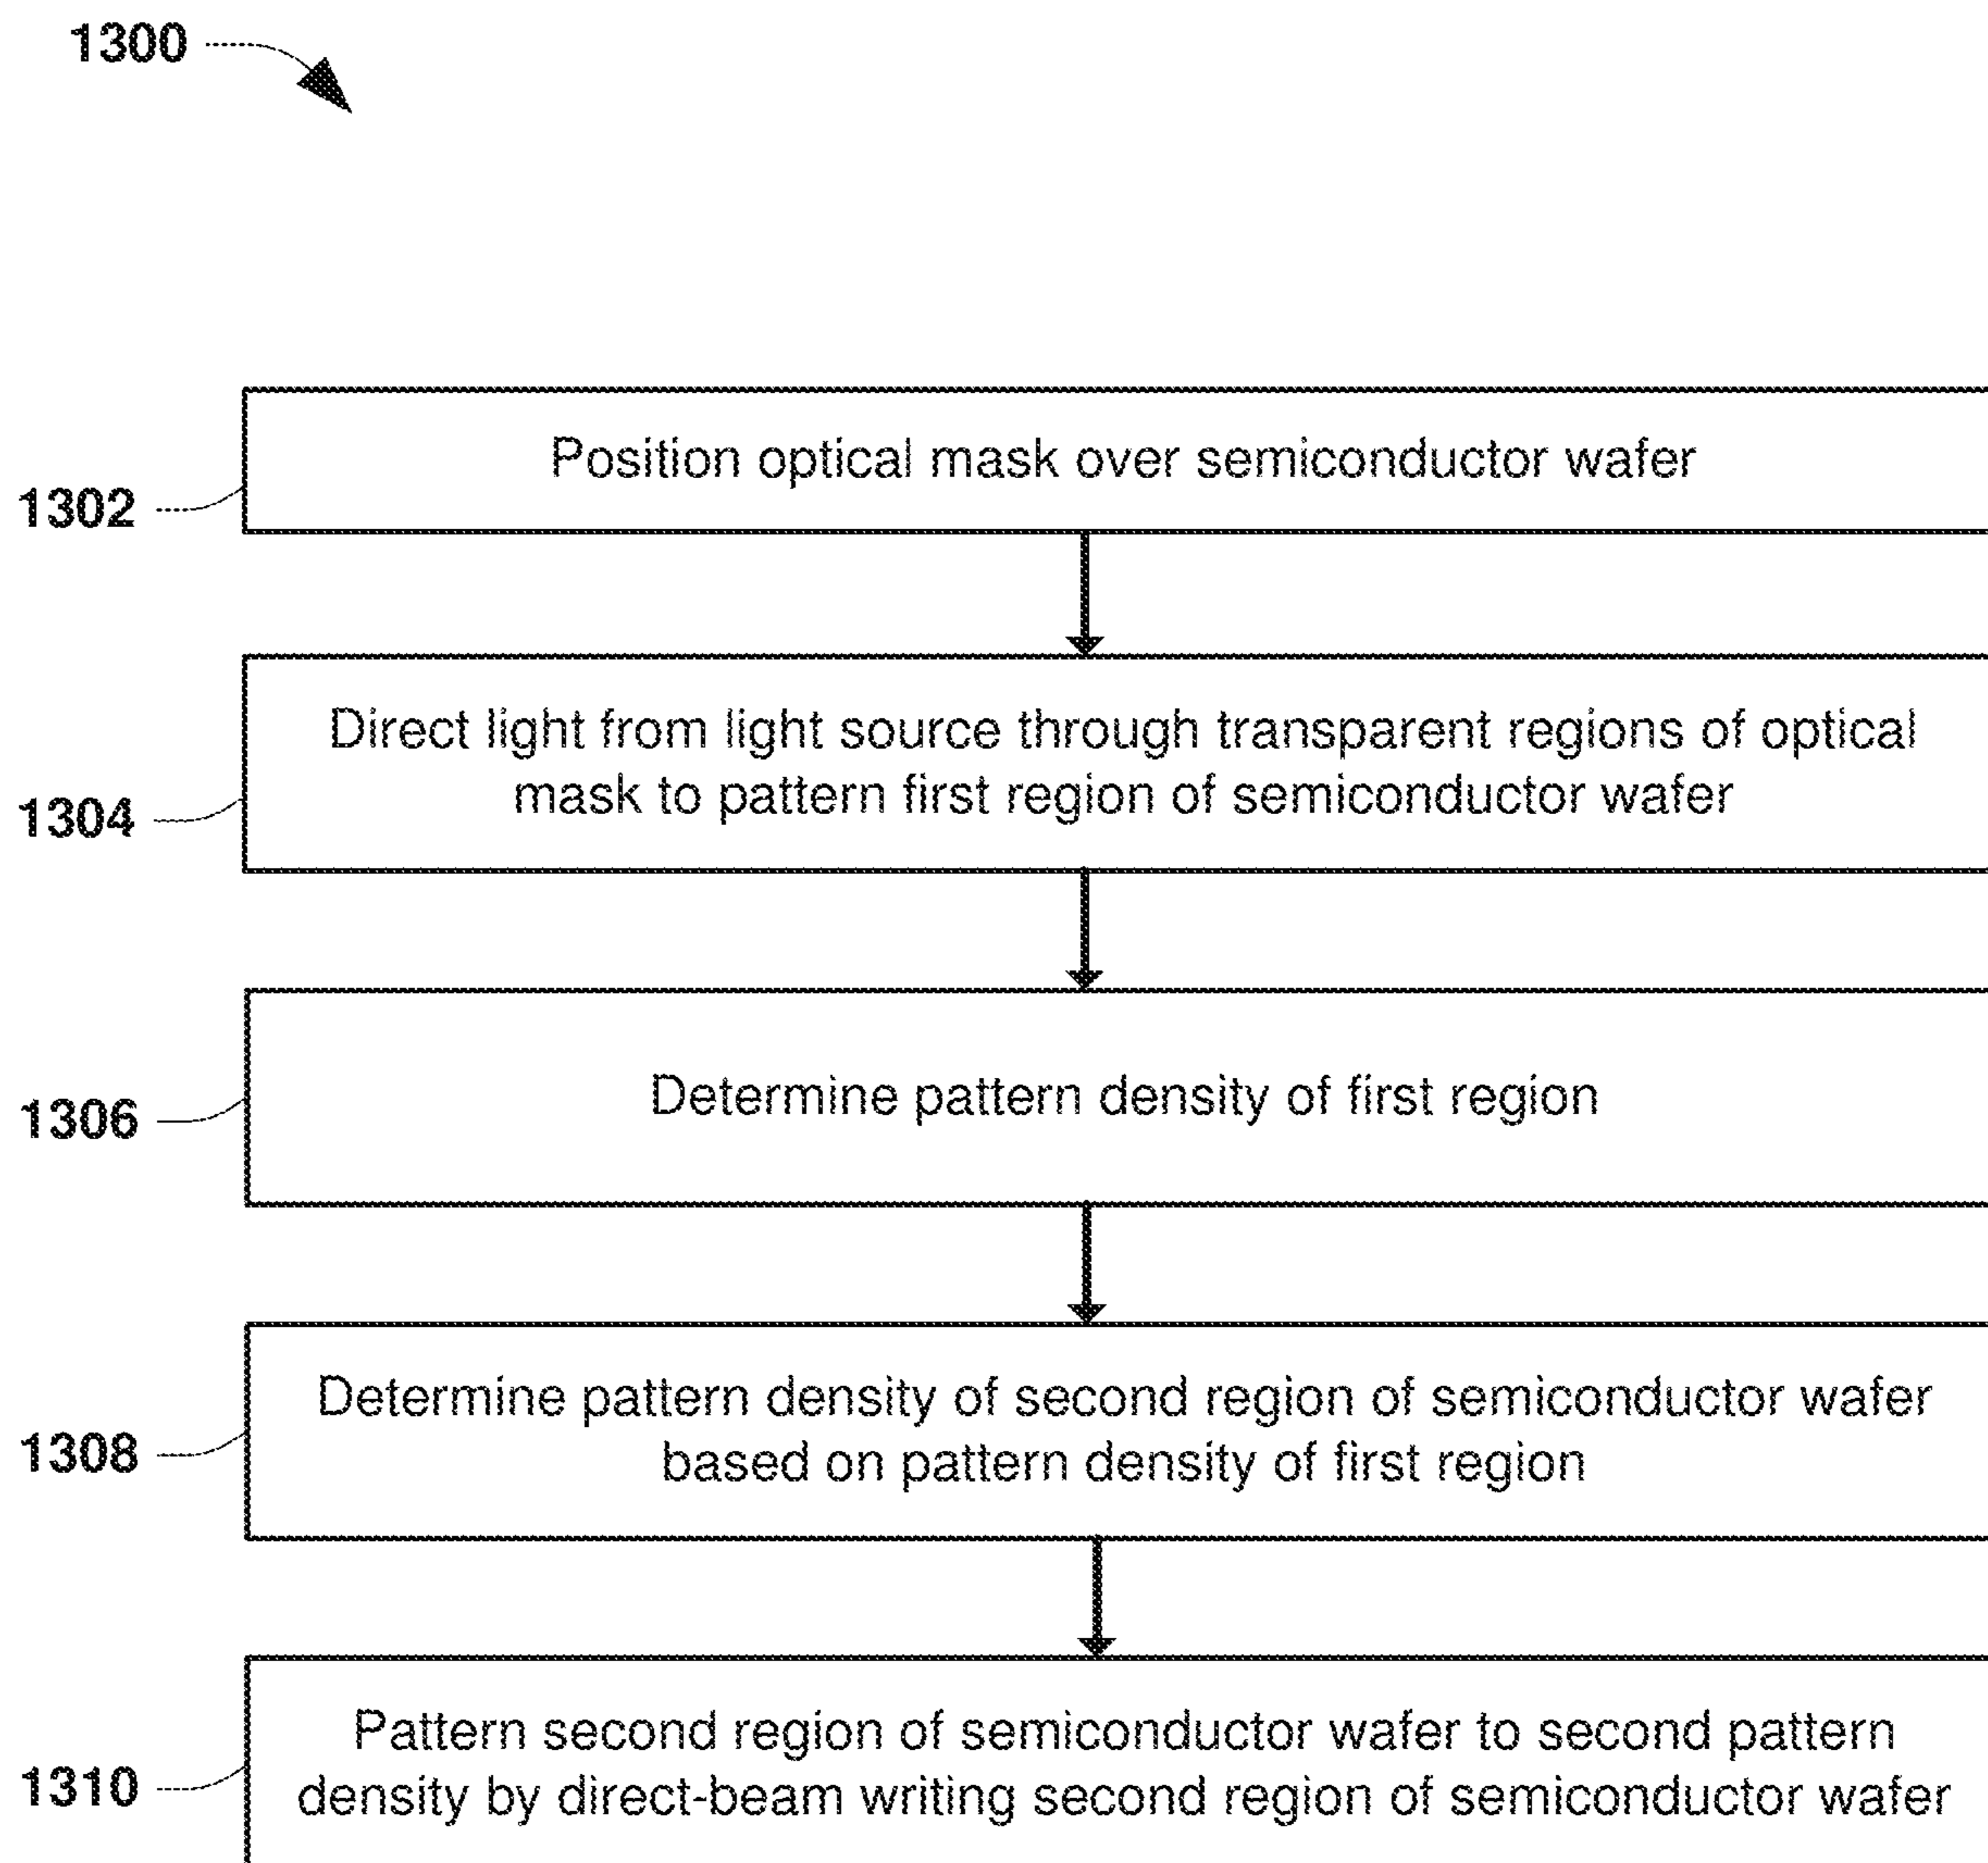 1300
Position optical mask over semiconductor wafer
1302
Direct light from light source through transparent regions of optical
mask to pattern first region of semiconductor wafer
1304
Determine pattern density of first region
1306
Determine pattern density of second region of semiconductor wafer
based on pattern density of first region
1308
Pattern second region of semiconductor wafer to second pattern
density by direct-beam writing second region of semiconductor wafer
1310